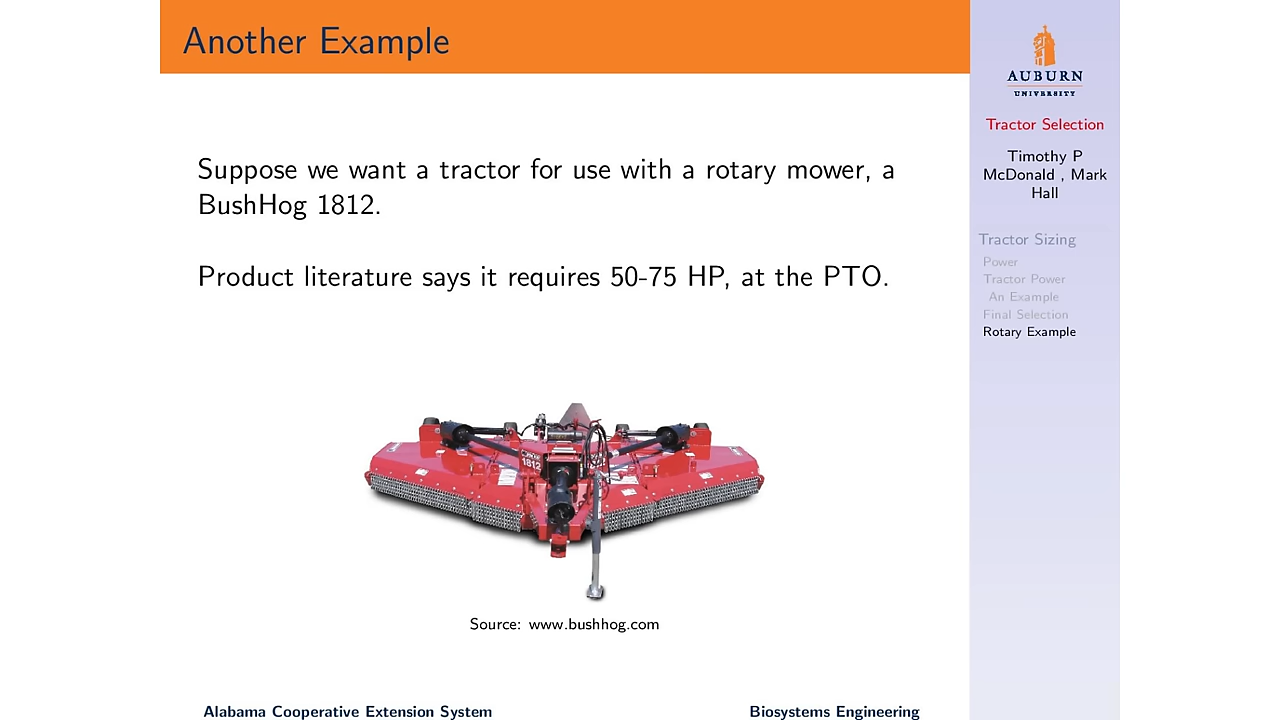 Another Example
Suppose we want a tractor for use with a rotary mower, a
BushHog 1812.
Product literature says it requires 50-75 HP, at the PTO.
1812
Source: www.bushhog.com
Alabama Cooperative Extension System
Biosystems Engineering
AUBURN
UNIVERSITY
Tractor Selection
Timothy P
McDonald , Mark
Hall
Tractor Sizing
Power
Tractor Power
An Example
Final Selection
Rotary Example